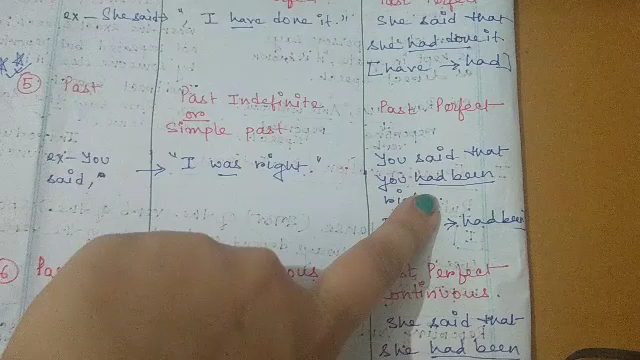 ex - She said → ", I have done it."
She said that
she had done it.
[have → had]
5 Past
Past Indefinite
or
Simple past
Past Perfect
ex - You
said,
→ "I was right."
You said that
you had been
→ had been
6
Past Perfect
continuous.
She said that
she had been